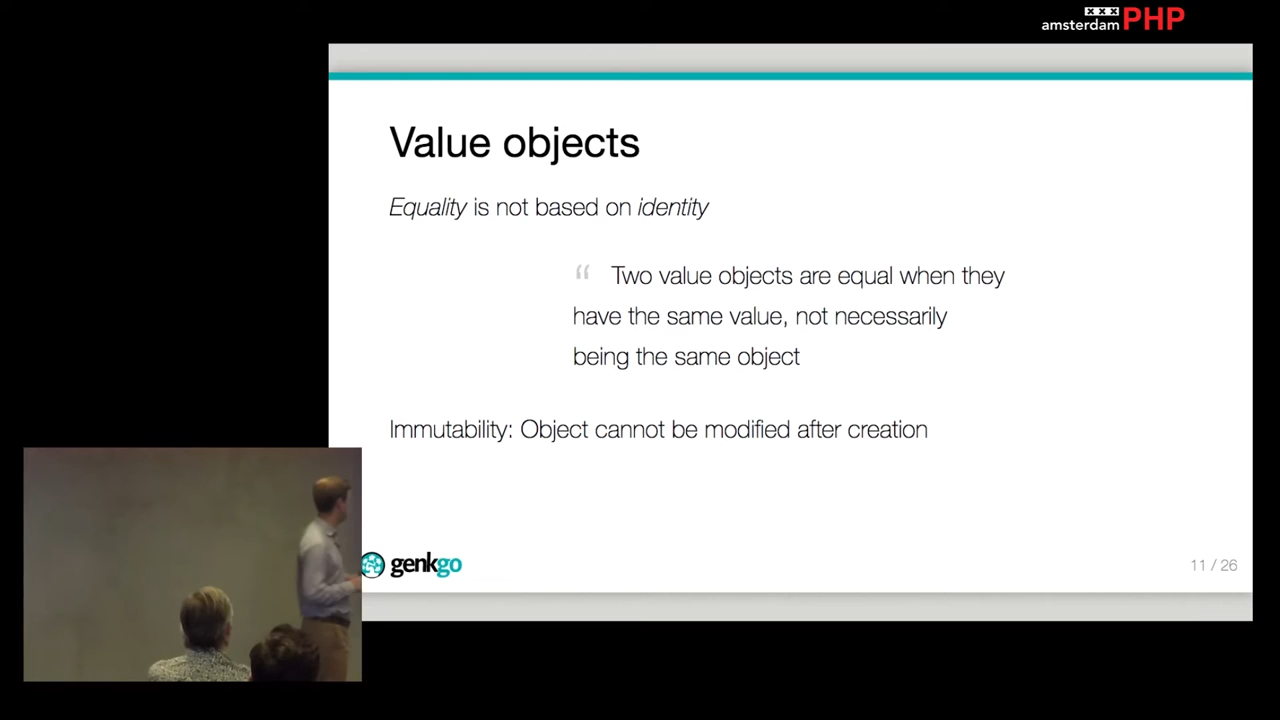 xxx
amsterdamPHP
Value objects
Equality is not based on identity
“ Two value objects are equal when they
have the same value, not necessarily
being the same object
Immutability: Object cannot be modified after creation
genkgo
11 / 26